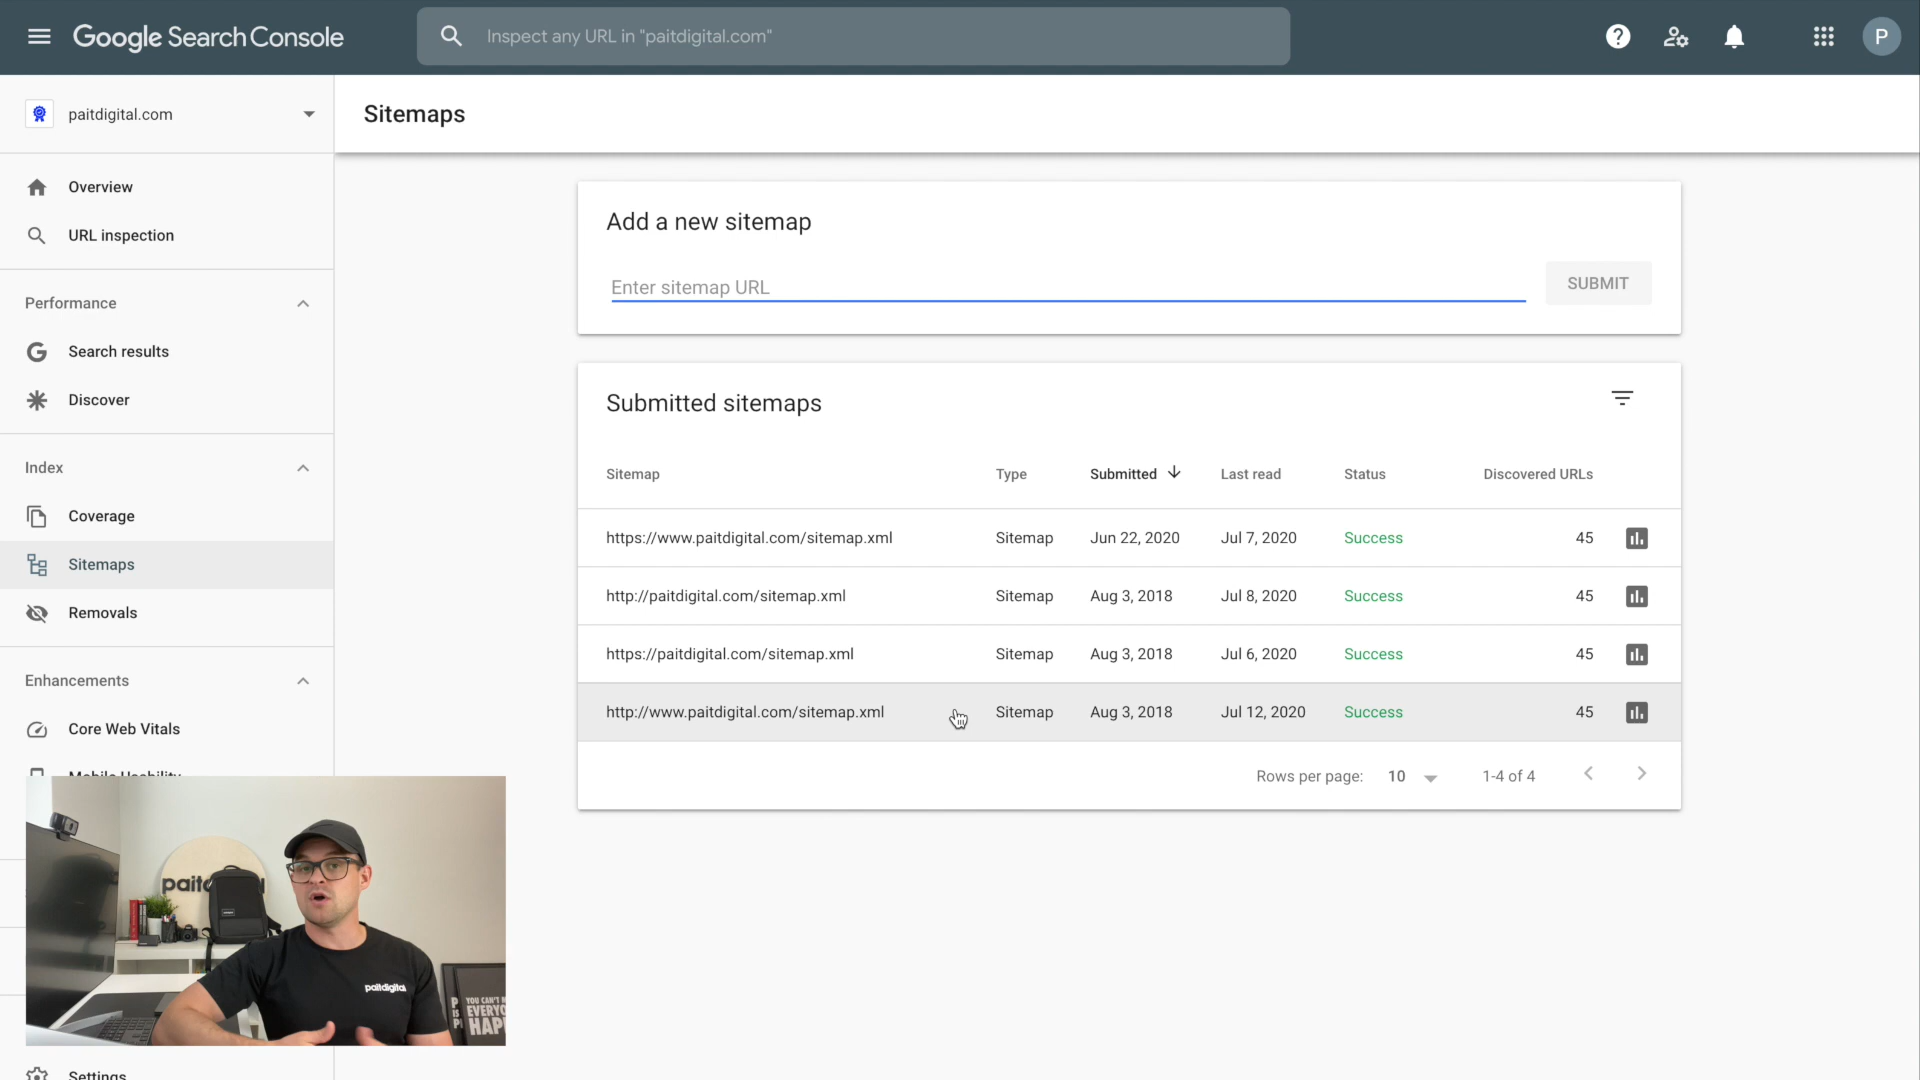 Google Search Console
Inspect any URL in "paitdigital.com"
P
paitdigital.com
Sitemaps
Overview
URL inspection
Performance
Search results
Discover
Index
Coverage
Sitemaps
Removals
Enhancements
Core Web Vitals
Mobile Usability
Settings
Add a new sitemap
Enter sitemap URL
SUBMIT
Submitted sitemaps
Sitemap Type Submitted Last read Status Discovered URLs
https://www.paitdigital.com/sitemap.xml Sitemap Jun 22, 2020 Jul 7, 2020 Success 45
http://paitdigital.com/sitemap.xml Sitemap Aug 3, 2018 Jul 8, 2020 Success 45
https://paitdigital.com/sitemap.xml Sitemap Aug 3, 2018 Jul 6, 2020 Success 45
http://www.paitdigital.com/sitemap.xml Sitemap Aug 3, 2018 Jul 12, 2020 Success 45
Rows per page: 10 1-4 of 4
paitdigital
YOU CAN'T
EVERYO
HAP